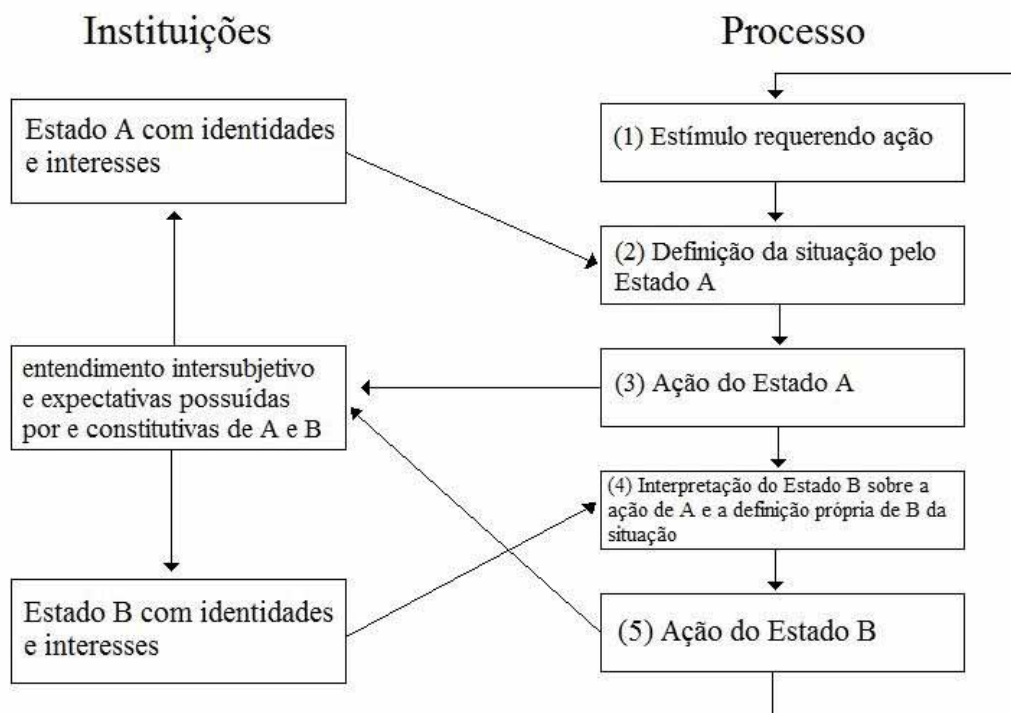 Instituições
Estado A com identidades
e interesses
entendimento intersubjetivo
e expectativas possuídas
por e constitutivas de A e B
Estado B com identidades
e interesses
Processo
(1) Estímulo requerendo ação
(2) Definição da situação pelo
Estado A
(3) Ação do Estado A
(4) Interpretação do Estado B sobre a
ação de A e a definição própria de B da
situação
(5) Ação do Estado B